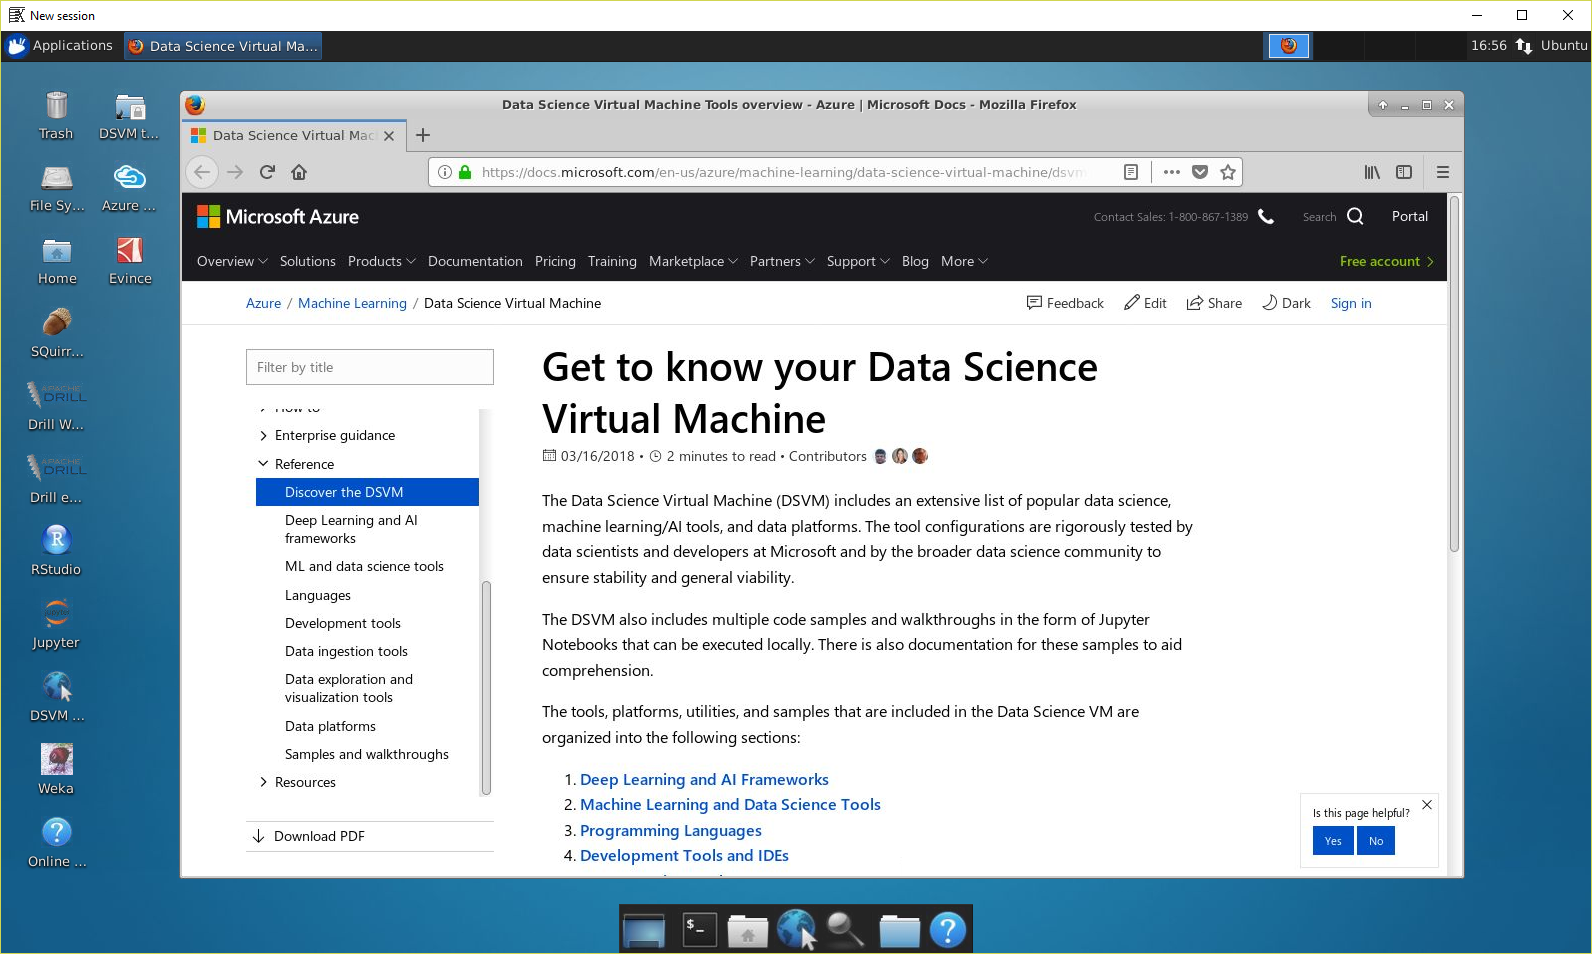 New session
Applications
Data Science Virtual Ma...
16:56
Ubuntu
Trash
DSVM t...
File Sy...
Azure ...
Home
Evince
SQuirr...
APACHE
DRILL
Drill W...
APACHE
DRILL
Drill e...
R
RStudio
Jupyter
DSVM ...
Weka
?
Online ...
Data Science Virtual Machine Tools overview - Azure | Microsoft Docs - Mozilla Firefox
Data Science Virtual Mac
https://docs.microsoft.com/en-us/azure/machine-learning/data-science-virtual-machine/dsvm
Microsoft Azure
Contact Sales: 1-800-867-1389
Search
Portal
Overview Solutions Products Documentation Pricing Training Marketplace Partners Support Blog More
Free account
Azure / Machine Learning / Data Science Virtual Machine
Feedback Edit Share Dark Sign in
Filter by title
How to
Enterprise guidance
Reference
Discover the DSVM
Deep Learning and AI
frameworks
ML and data science tools
Languages
Development tools
Data ingestion tools
Data exploration and
visualization tools
Data platforms
Samples and walkthroughs
Resources
Download PDF
Get to know your Data Science
Virtual Machine
03/16/2018 • 2 minutes to read • Contributors
The Data Science Virtual Machine (DSVM) includes an extensive list of popular data science,
machine learning/AI tools, and data platforms. The tool configurations are rigorously tested by
data scientists and developers at Microsoft and by the broader data science community to
ensure stability and general viability.
The DSVM also includes multiple code samples and walkthroughs in the form of Jupyter
Notebooks that can be executed locally. There is also documentation for these samples to aid
comprehension.
The tools, platforms, utilities, and samples that are included in the Data Science VM are
organized into the following sections:
1. Deep Learning and AI Frameworks
2. Machine Learning and Data Science Tools
3. Programming Languages
4. Development Tools and IDEs
Is this page helpful?
Yes
No
$_
?